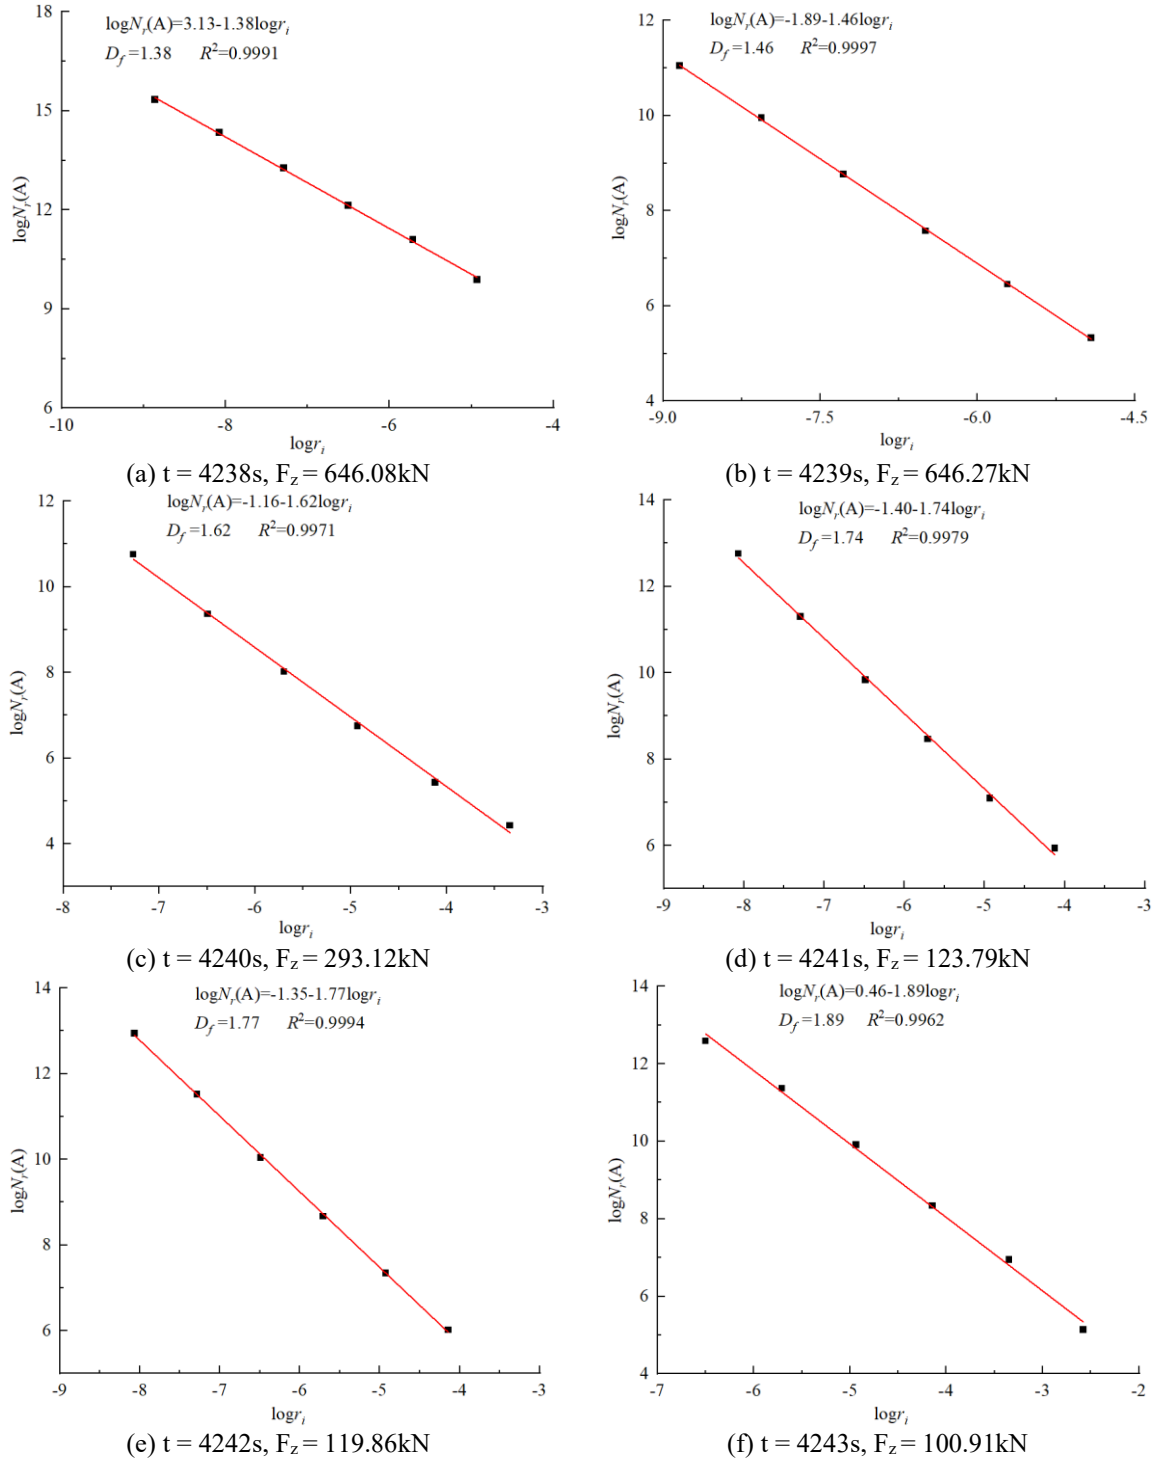 logNr(A)=3.13-1.38logri
Df=1.38 R²=0.9991
18
15
12
9
6
logNr(A)
-10 -8 -6 -4
logri
(a) t = 4238s, Fz = 646.08kN
logNr(A)=-1.89-1.46logri
Df=1.46 R²=0.9997
12
10
8
6
4
logNr(A)
-9.0 -7.5 -6.0 -4.5
logri
(b) t = 4239s, Fz = 646.27kN
logNr(A)=-1.16-1.62logri
Df=1.62 R²=0.9971
12
10
8
6
4
logNr(A)
-8 -7 -6 -5 -4 -3
logri
(c) t = 4240s, Fz = 293.12kN
logNr(A)=-1.40-1.74logri
Df=1.74 R²=0.9979
14
12
10
8
6
logNr(A)
-9 -8 -7 -6 -5 -4 -3
logri
(d) t = 4241s, Fz = 123.79kN
logNr(A)=-1.35-1.77logri
Df=1.77 R²=0.9994
14
12
10
8
6
logNr(A)
-9 -8 -7 -6 -5 -4 -3
logri
(e) t = 4242s, Fz = 119.86kN
logNr(A)=0.46-1.89logri
Df=1.89 R²=0.9962
14
12
10
8
6
4
logNr(A)
-7 -6 -5 -4 -3 -2
logri
(f) t = 4243s, Fz = 100.91kN